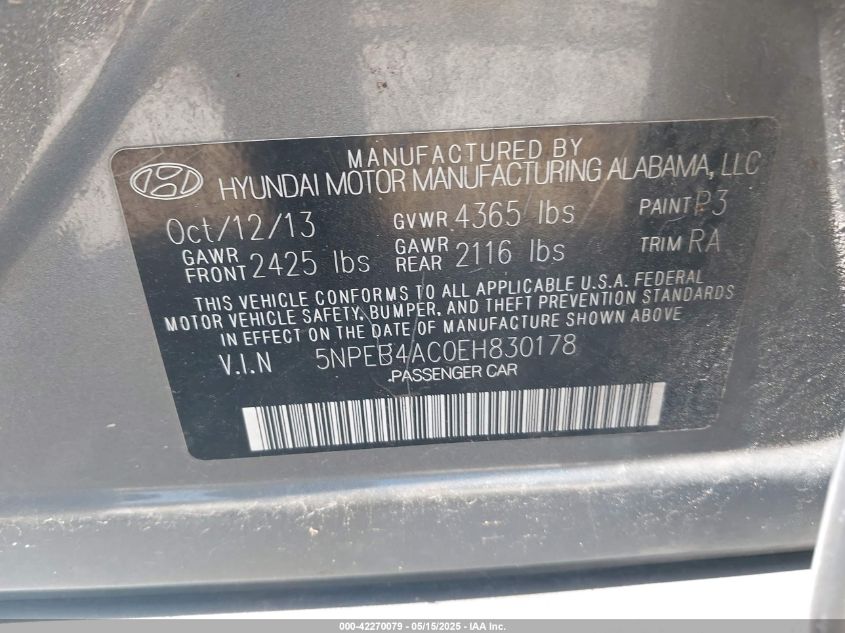 MANUFACTURED BY
HYUNDAI MOTOR MANUFACTURING ALABAMA, LLC
Oct/12/13 GVWR 4365 lbs PAINT P3
GAWR FRONT 2425 lbs GAWR REAR 2116 lbs TRIM RA
THIS VEHICLE CONFORMS TO ALL APPLICABLE U.S.A. FEDERAL
MOTOR VEHICLE SAFETY, BUMPER, AND THEFT PREVENTION STANDARDS
IN EFFECT ON THE DATE OF MANUFACTURE SHOWN ABOVE
V.I.N 5NPEB4AC0EH830178
.PASSENGER CAR
000-42270079 - 05/15/2025 - IAA Inc.